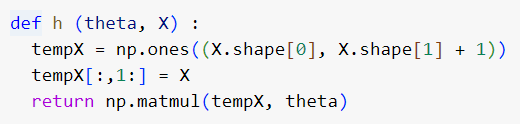 def h (theta, X) :
  tempX = np.ones((X.shape[0], X.shape[1] + 1))
  tempX[:,1:] = X
  return np.matmul(tempX, theta)